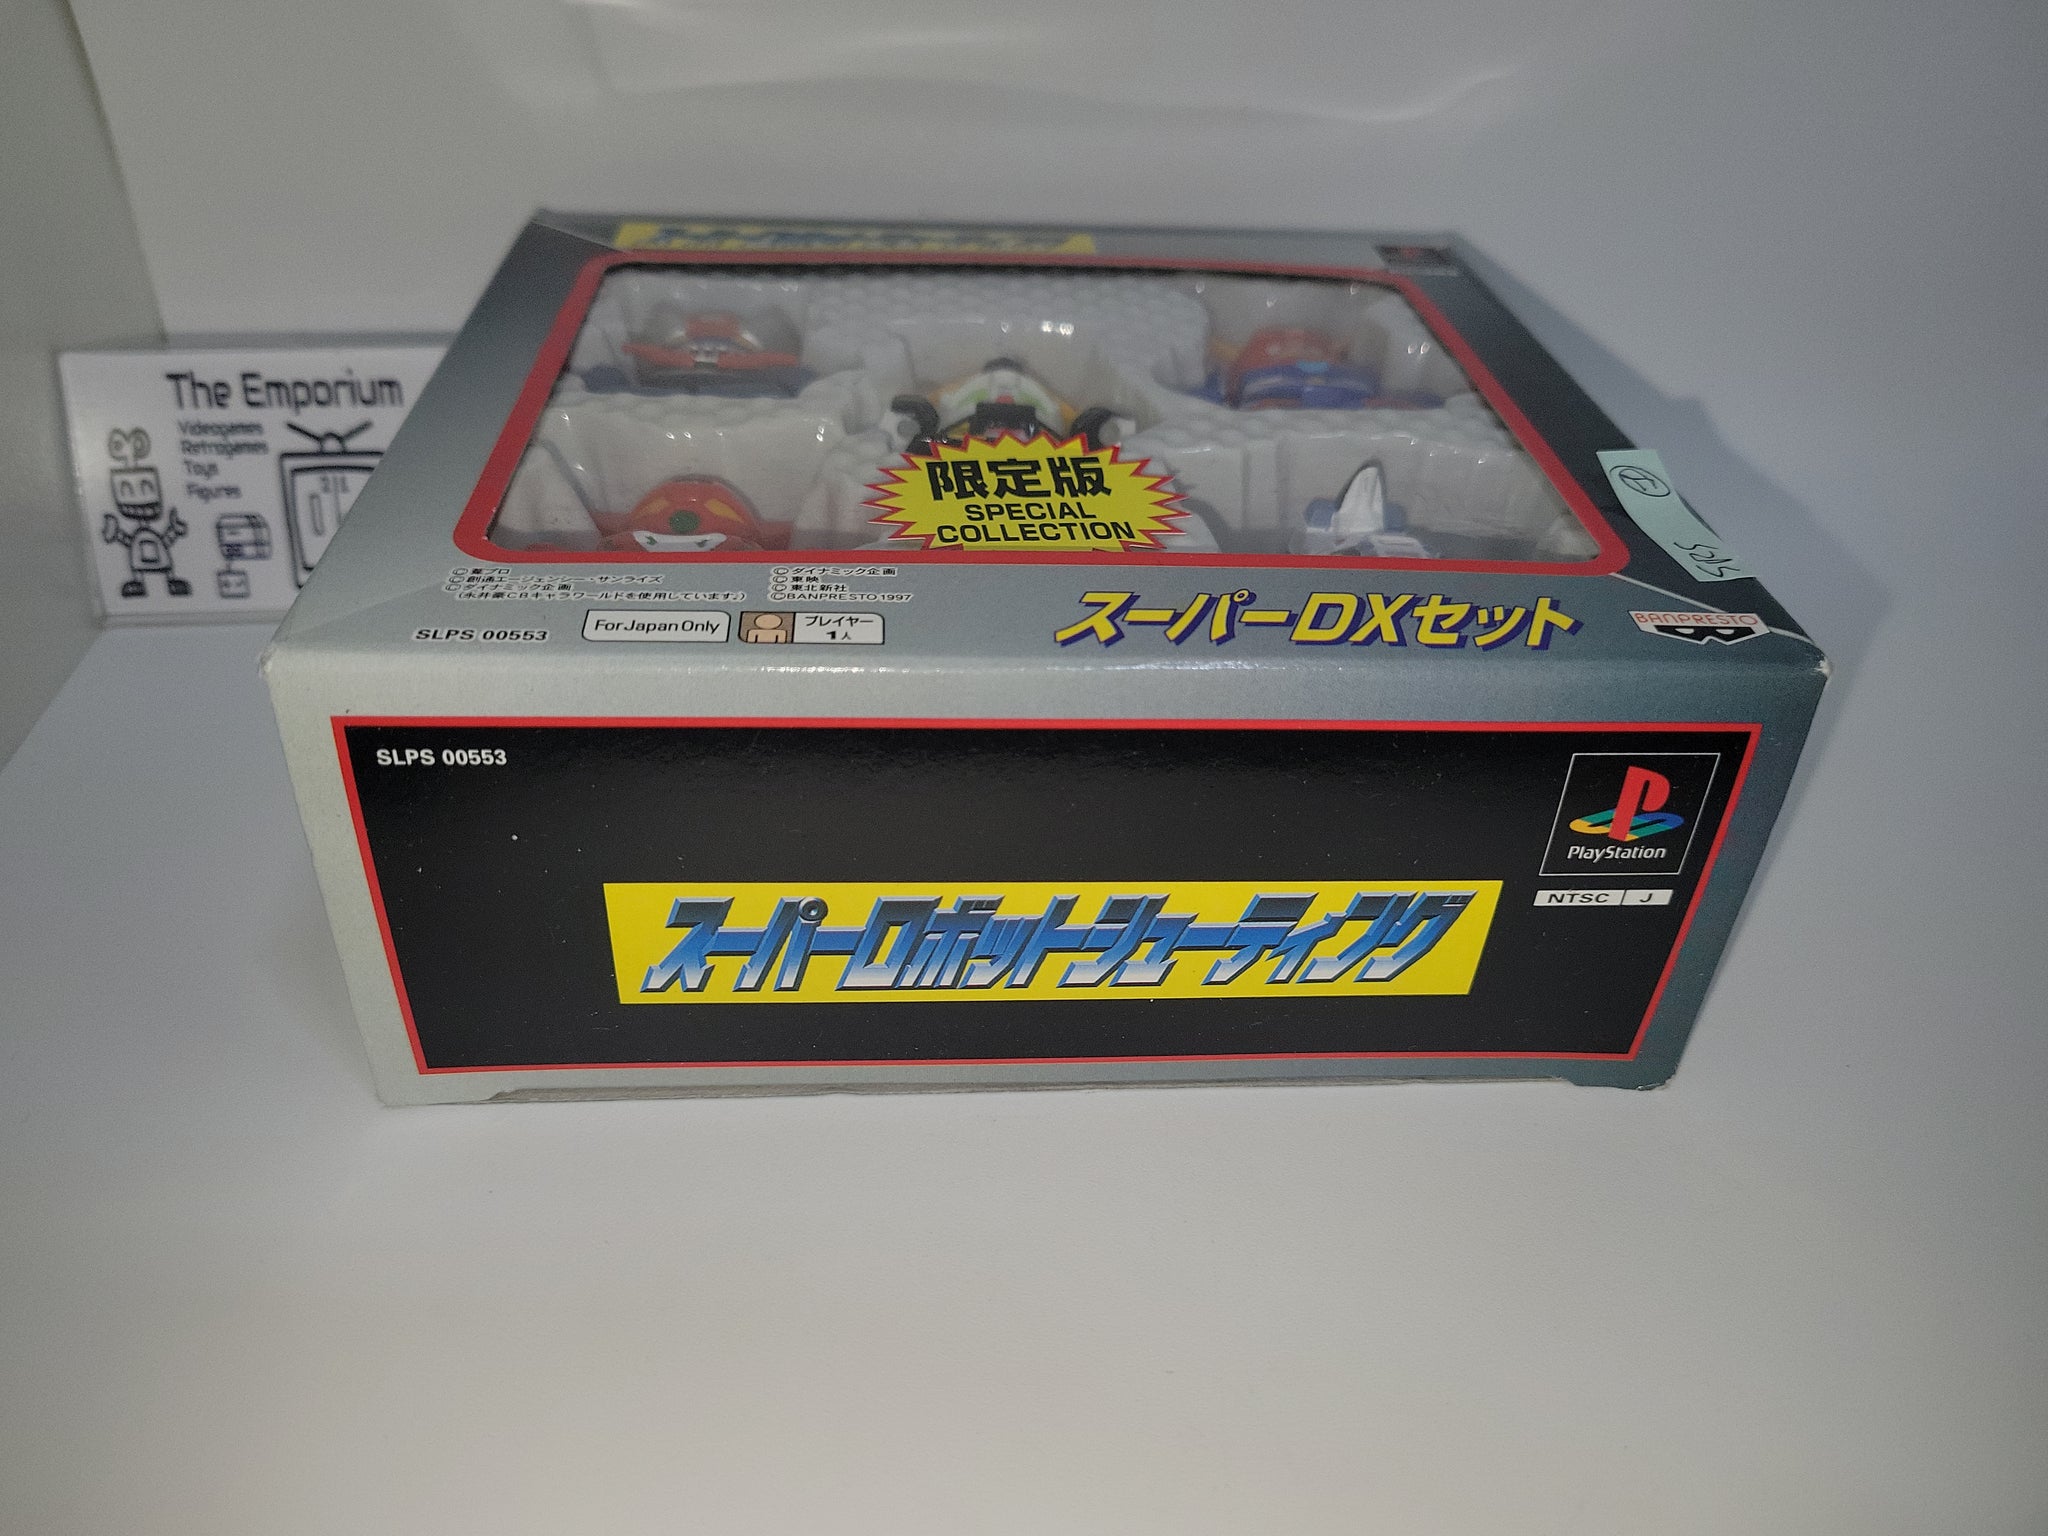 The Emporium
Videogames
Retrogames
Toys
Figures
限定版
SPECIAL
COLLECTION
©葦プロ
©創通エージェンシー・サンライズ
©ダイナミック企画
(永井豪CBキャラワールドを使用しています。)
©ダイナミック企画
©東映
©東北新社
©BANPRESTO 1997
SLPS 00553
For Japan Only
プレイヤー
1人
スーパーDXセット
BANPRESTO
SLPS 00553
PlayStation
NTSC J
スーパーロボットシューティング